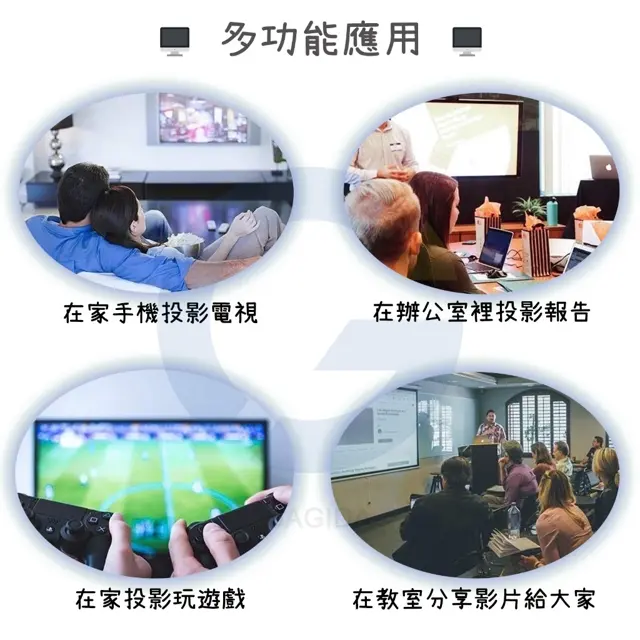 多功能應用
在家手機投影電視
在辦公室裡投影報告
在家投影玩遊戲
在教室分享影片給大家